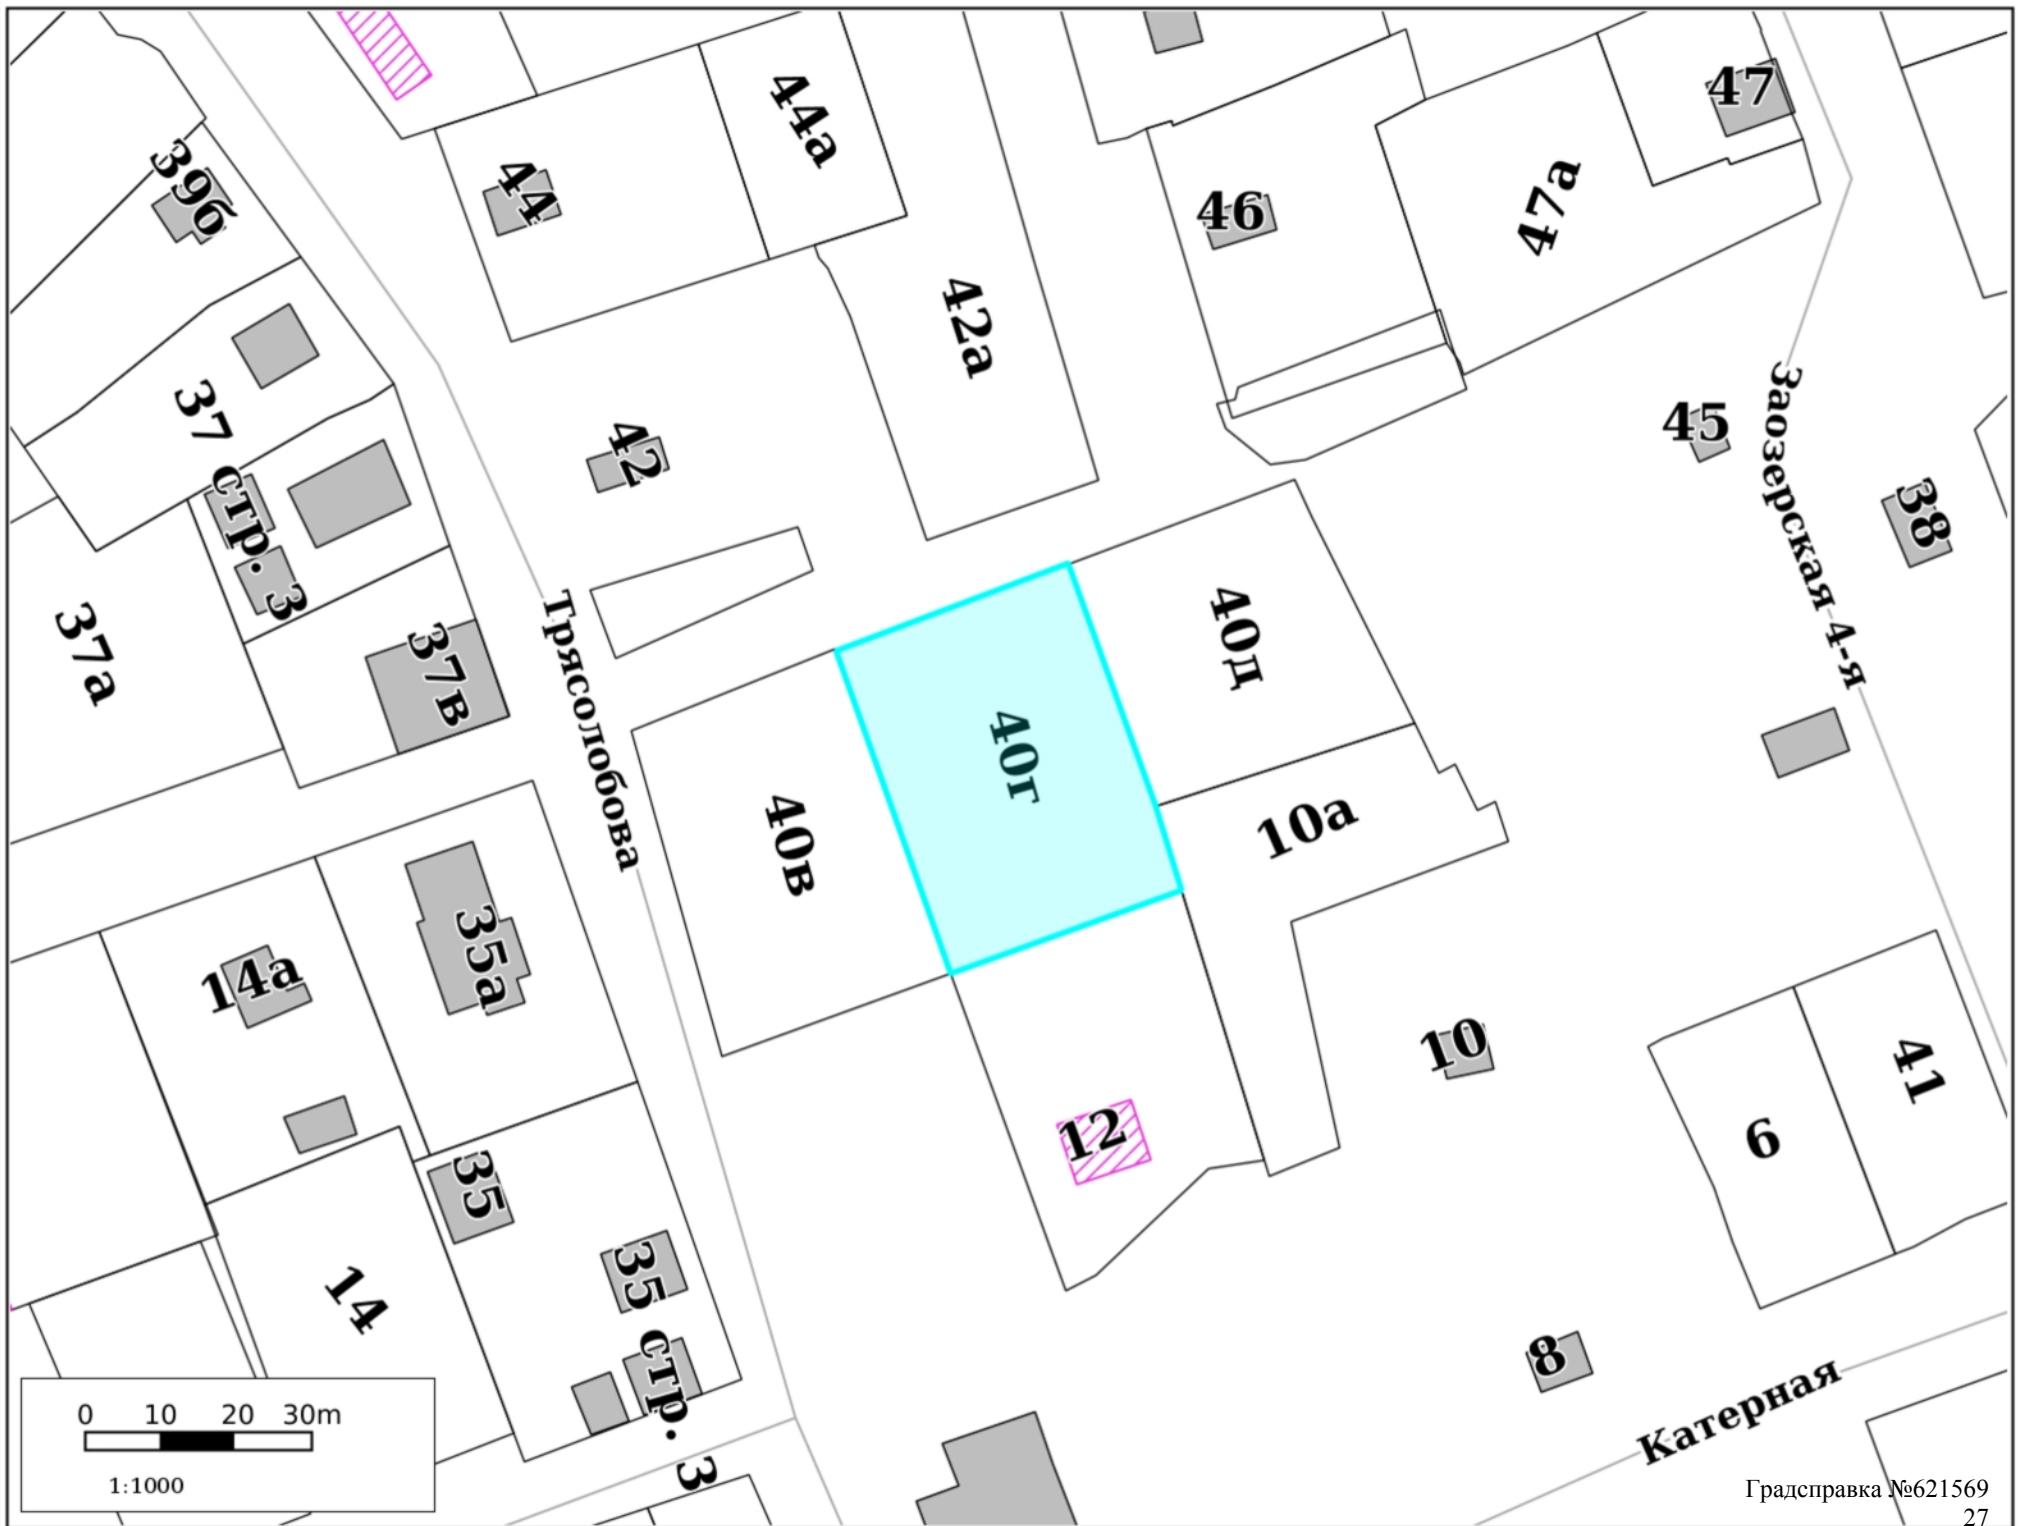 47
44а
39б
44
46
47а
42а
37 стр. 3
42
45
Заозерская 4-я
38
37а
37в
Трясолобова
40д
40г
40в
10а
35а
14а
10
41
6
12
35
35 стр. 3
14
8
Катерная
0 10 20 30m
1:1000
Градсправка №621569
27